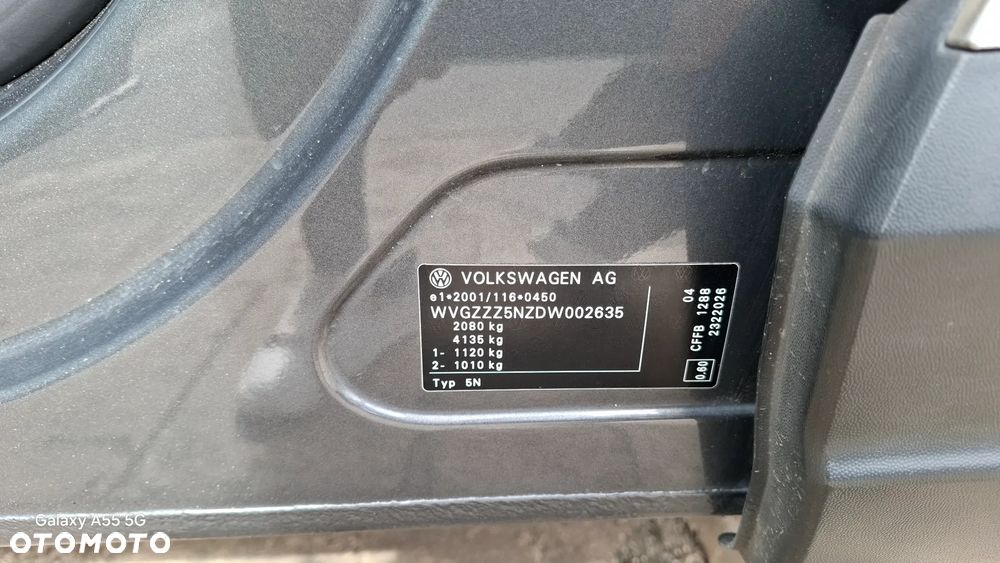 VOLKSWAGEN AG
e1*2001/116*0450
WVGZZZ5NZDW002635
2080 kg
4135 kg
1- 1120 kg
2- 1010 kg
Typ 5N
04
CFFB 1288
2322026
0.60
Galaxy A55 5G
OTOMOTO